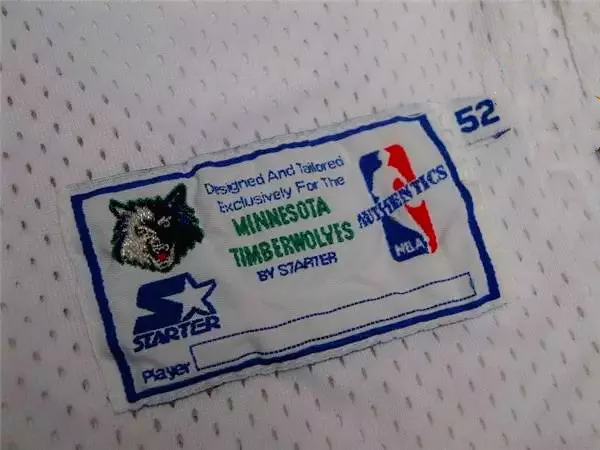 52
Designed And Tailored
Exclusively For The
MINNESOTA
TIMBERWOLVES
BY STARTER
AUTHENTICS
NBA
STARTER
Player